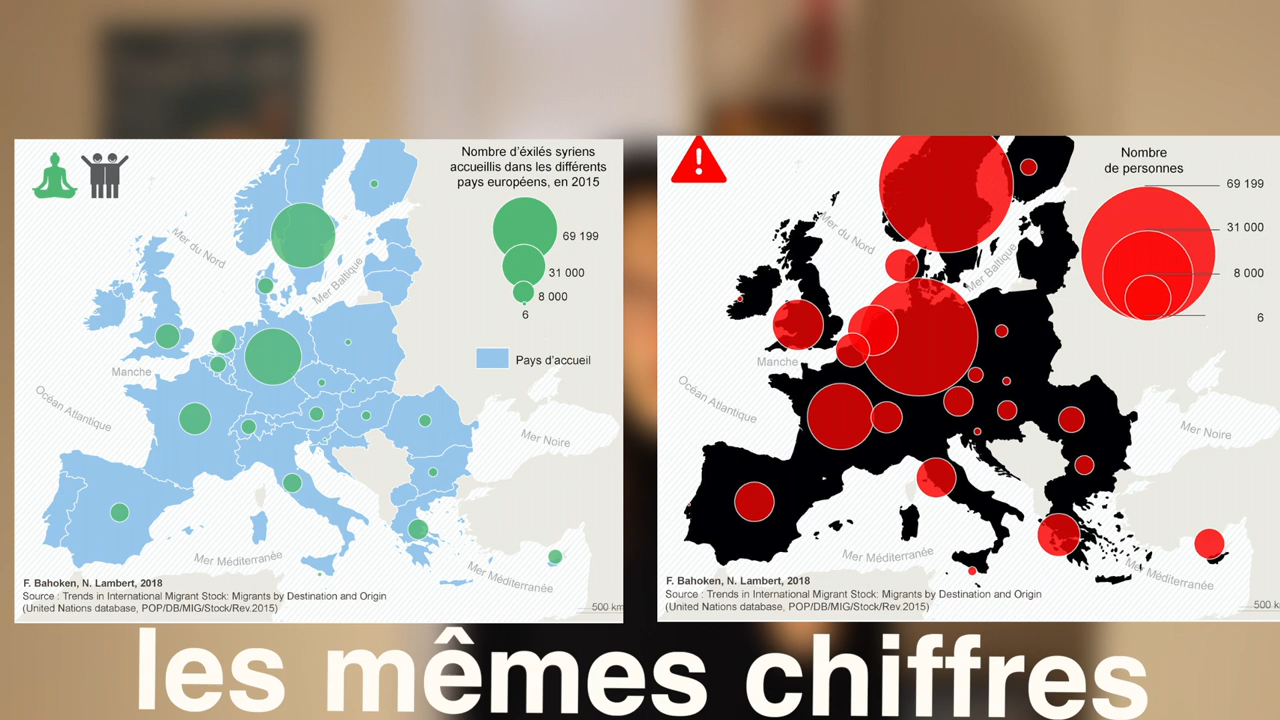 Nombre d'éxilés syriens
accueillis dans les différents
pays européens, en 2015
69 199
31 000
8 000
6
Pays d'accueil
Mer du Nord
Mer Baltique
Manche
Océan Atlantique
Mer Noire
Mer Méditerranée
Mer Méditerranée
F. Bahoken, N. Lambert, 2018
Source : Trends in International Migrant Stock: Migrants by Destination and Origin
(United Nations database, POP/DB/MIG/Stock/Rev.2015)
500 km
Nombre
de personnes
69 199
31 000
8 000
6
Mer du Nord
Mer Baltique
Manche
Océan Atlantique
Mer Noire
Mer Méditerranée
Mer Méditerranée
F. Bahoken, N. Lambert, 2018
Source : Trends in International Migrant Stock: Migrants by Destination and Origin
(United Nations database, POP/DB/MIG/Stock/Rev.2015)
500 k
les mêmes chiffres